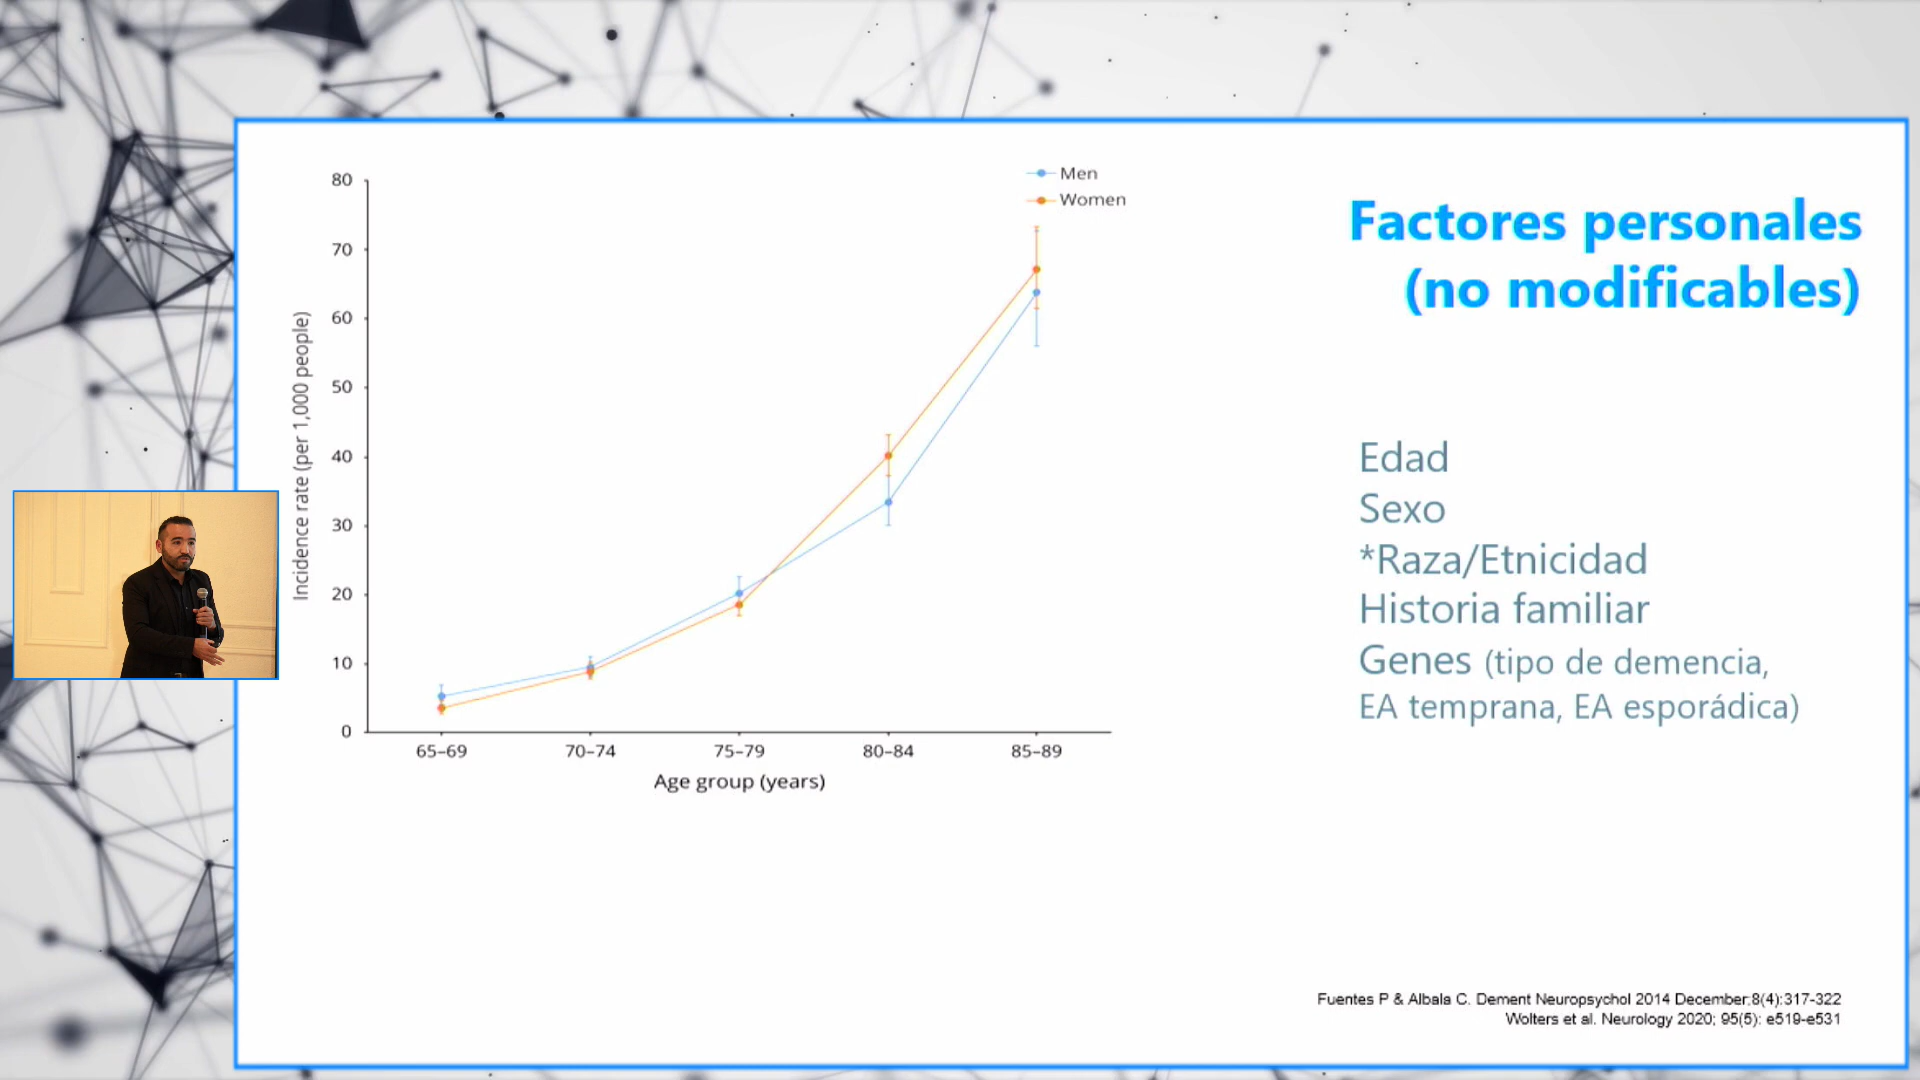 80
70
60
50
40
30
20
10
0
Incidence rate (per 1,000 people)
65–69
70–74
75–79
80–84
85–89
Age group (years)
Men
Women
Factores personales
(no modificables)
Edad
Sexo
*Raza/Etnicidad
Historia familiar
Genes (tipo de demencia,
EA temprana, EA esporádica)
Fuentes P & Albala C. Dement Neuropsychol 2014 December;8(4):317-322
Wolters et al. Neurology 2020; 95(5): e519-e531